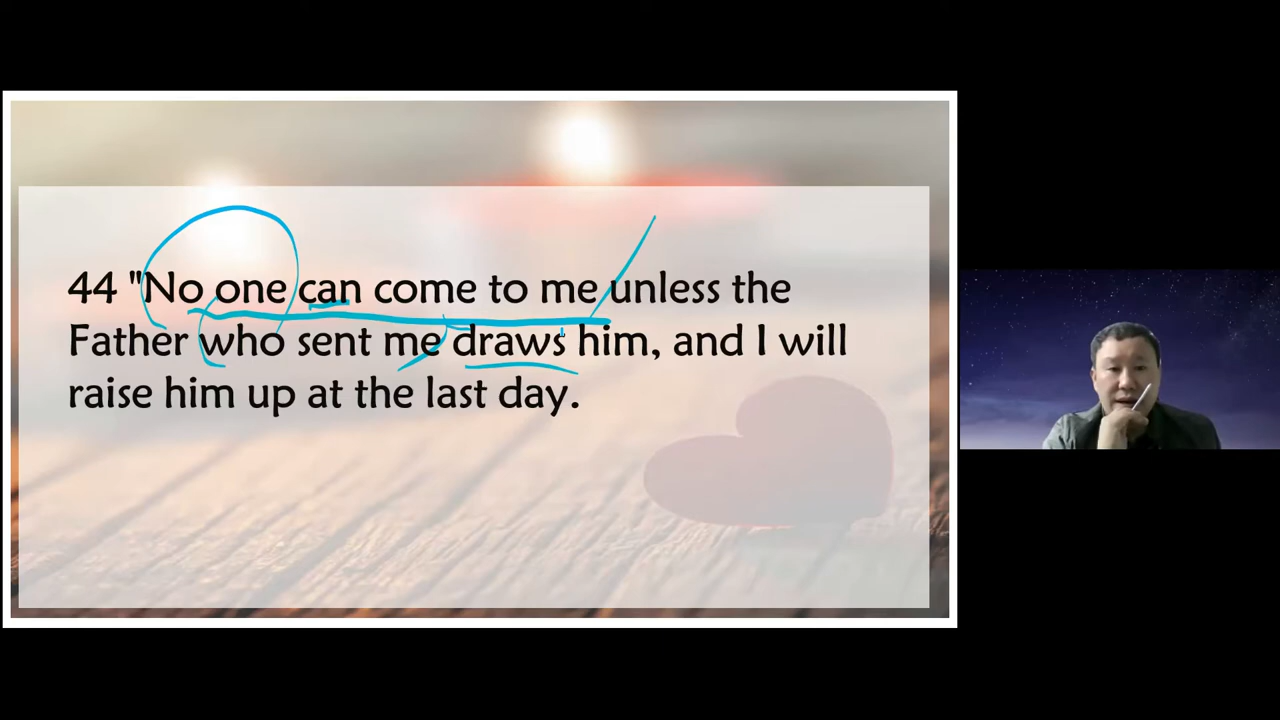 44 "No one can come to me unless the
Father who sent me draws him, and I will
raise him up at the last day.